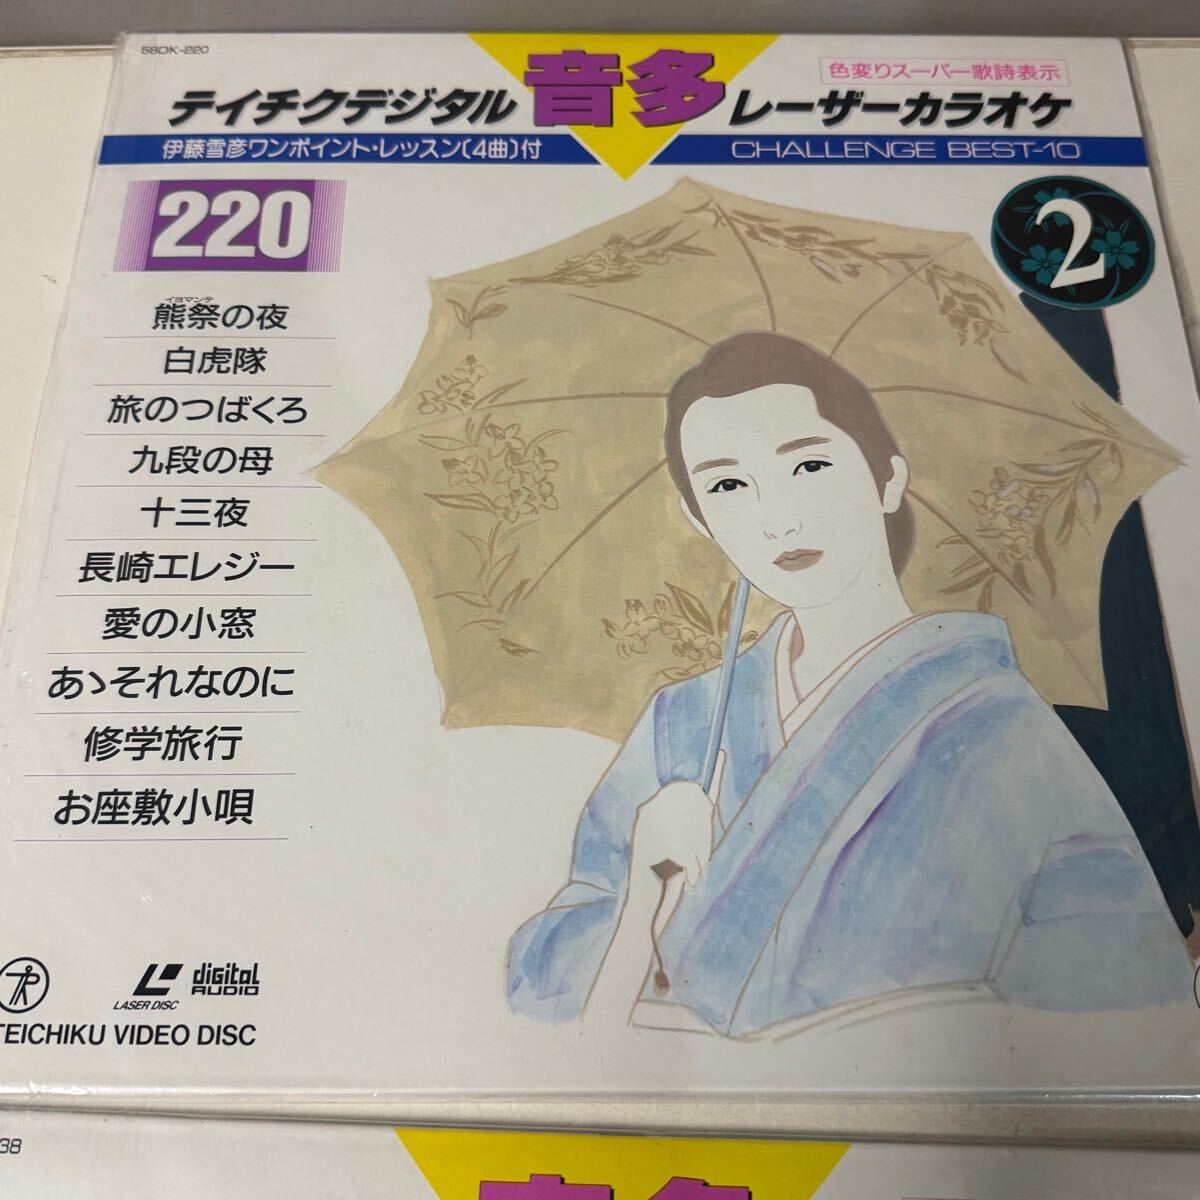 58DK-220
テイチクデジタル 音多 レーザーカラオケ
色変りスーパー歌詩表示
伊藤雪彦ワンポイント・レッスン〔4曲〕付
CHALLENGE BEST-10
220
2
イヨマンテ
熊祭の夜
白虎隊
旅のつばくろ
九段の母
十三夜
長崎エレジー
愛の小窓
あゝそれなのに
修学旅行
お座敷小唄
LASER DISC
digital AUDIO
TEICHIKU VIDEO DISC
38
音多